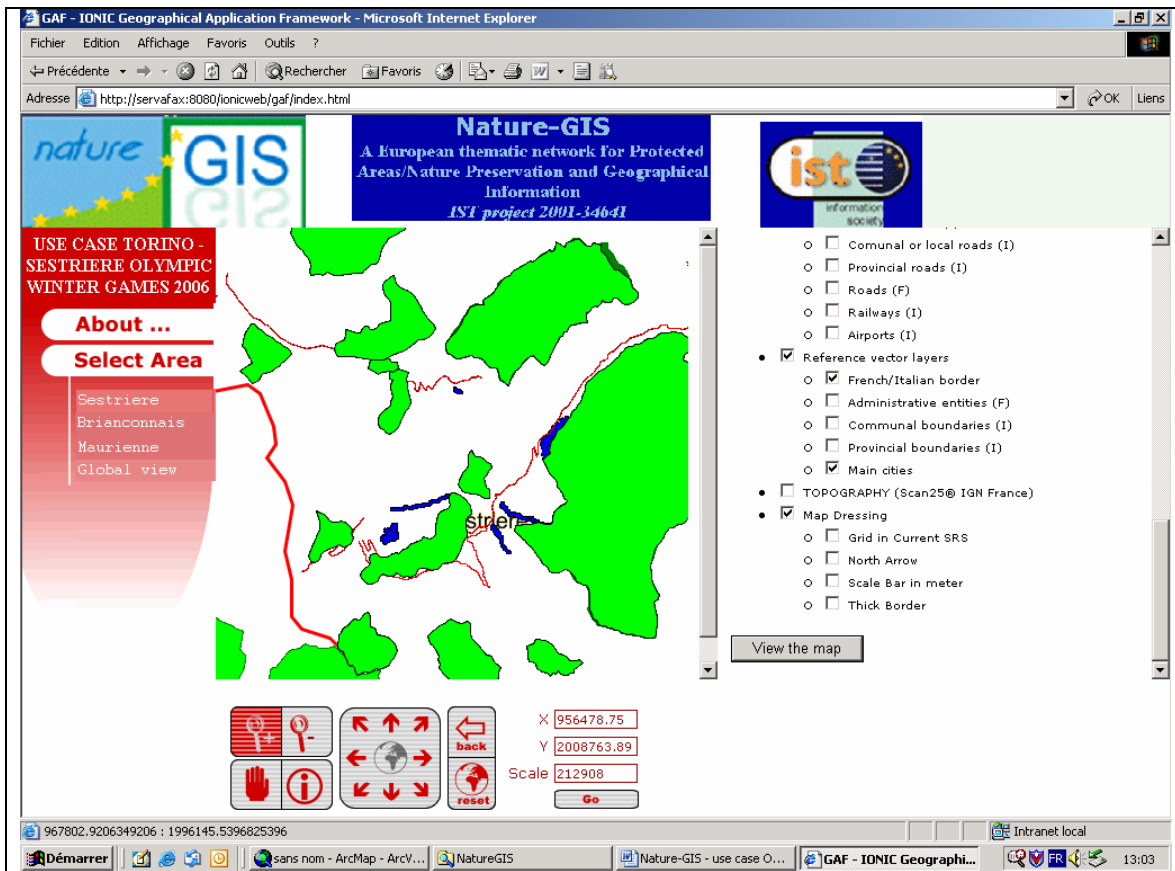 GAF - IONIC Geographical Application Framework - Microsoft Internet Explorer
Fichier Edition Affichage Favoris Outils ?
Précédente Rechercher Favoris
Adresse http://servafax:8080/ionicweb/gaf/index.html OK Liens
nature GIS
Nature-GIS
A European thematic network for Protected
Areas/Nature Preservation and Geographical
Information
IST project 2001-34641
ist
information
society
USE CASE TORINO -
SESTRIERE OLYMPIC
WINTER GAMES 2006
About ...
Select Area
Sestriere
Brianconnais
Maurienne
Global view
striere
Comunal or local roads (I)
Provincial roads (I)
Roads (F)
Railways (I)
Airports (I)
Reference vector layers
French/Italian border
Administrative entities (F)
Communal boundaries (I)
Provincial boundaries (I)
Main cities
TOPOGRAPHY (Scan25® IGN France)
Map Dressing
Grid in Current SRS
North Arrow
Scale Bar in meter
Thick Border
View the map
back
reset
X 956478.75
Y 2008763.89
Scale 212908
Go
967802.9206349206 : 1996145.5396825396 Intranet local
Démarrer sans nom - ArcMap - ArcV... NatureGIS Nature-GIS - use case O... GAF - IONIC Geographi... FR 13:03